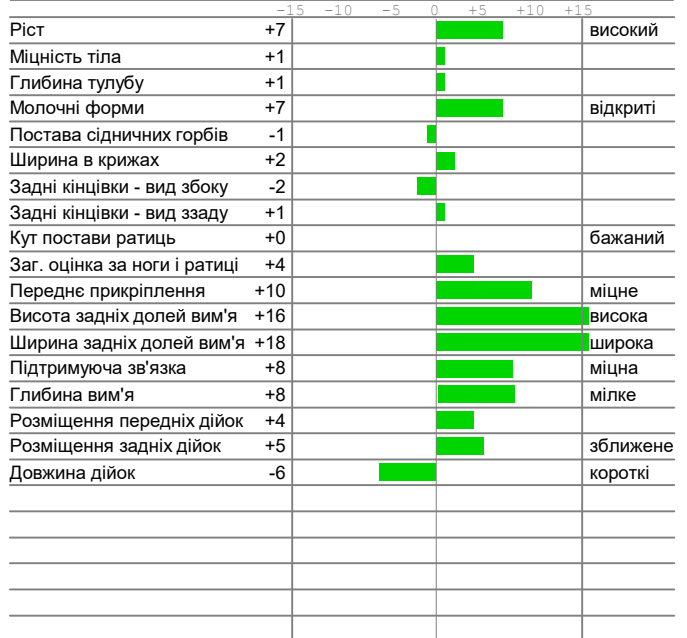 -15 -10 -5 0 +5 +10 +15
Ріст +7 високий
Міцність тіла +1
Глибина тулубу +1
Молочні форми +7 відкриті
Постава сідничних горбів -1
Ширина в крижах +2
Задні кінцівки - вид збоку -2
Задні кінцівки - вид ззаду +1
Кут постави ратиць +0 бажаний
Заг. оцінка за ноги і ратиці +4
Переднє прикріплення +10 міцне
Висота задніх долей вим'я +16 висока
Ширина задніх долей вим'я +18 широка
Підтримуюча зв'язка +8 міцна
Глибина вим'я +8 мілке
Розміщення передніх дійок +4
Розміщення задніх дійок +5 зближене
Довжина дійок -6 короткі